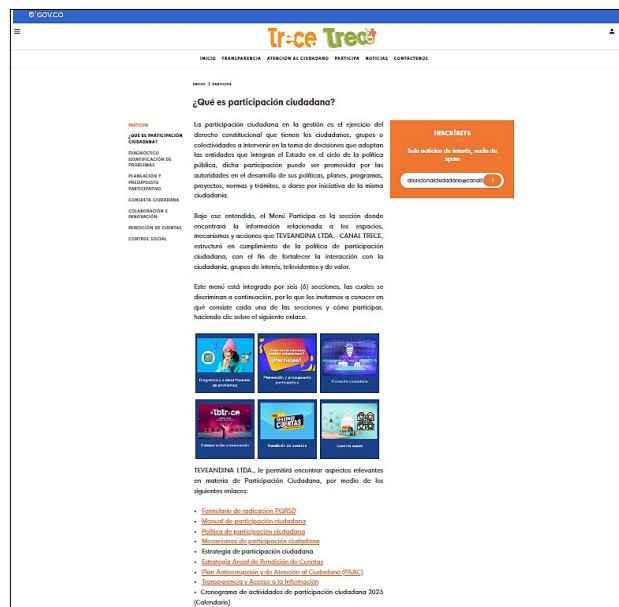 GOV.CO
Trece Trece+
INICIO TRANSPARENCIA ATENCIÓN AL CIUDADANO PARTICIPA NOTICIAS CONTÁCTENOS
INICIO | PARTICIPA
¿Qué es participación ciudadana?
PARTICIPA
¿QUÉ ES PARTICIPACIÓN
CIUDADANA?
DIAGNÓSTICO
IDENTIFICACIÓN DE
PROBLEMAS
PLANEACIÓN Y
PRESUPUESTO
PARTICIPATIVO
CONSULTA CIUDADANA
COLABORACIÓN E
INNOVACIÓN
RENDICIÓN DE CUENTAS
CONTROL SOCIAL
La participación ciudadana en la gestión es el ejercicio del
derecho constitucional que tienen los ciudadanos, grupos o
colectividades a intervenir en la toma de decisiones que adoptan
las entidades que integran el Estado en el ciclo de la política
pública, dicha participación puede ser promovida por las
autoridades en el desarrollo de sus políticas, planes, programas,
proyectos, normas y trámites, o darse por iniciativa de la misma
ciudadanía.
Bajo ese entendido, el Menú Participa es la sección donde
encontrará la información relacionada a los espacios,
mecanismos y acciones que TEVEANDINA LTDA.- CANAL TRECE,
estructuró en cumplimiento de la política de participación
ciudadana, con el fin de fortalecer la interacción con la
ciudadanía, grupos de interés, televidentes y de valor.
Este menú está integrado por seis (6) secciones, las cuales se
discriminan a continuación, por lo que los invitamos a conocer en
qué consiste cada una de las secciones y cómo participar,
haciendo clic sobre el siguiente enlace.
INSCRÍBETE
Solo noticias de interés, nada de
spam
atencionalciudadano@canaltr
Diagnóstico e identificación
de problemas
¡Participa!
Planeación y presupuesto
participativo
Consulta ciudadana
Colaboración e innovación
CUENTAS
Rendición de cuentas
Control social
TEVEANDINA LTDA., le permitirá encontrar aspectos relevantes
en materia de Participación Ciudadana, por medio de los
siguientes enlaces:
• Formulario de radicación PQRSD
• Manual de participación ciudadana
• Política de participación ciudadana
• Mecanismos de participación ciudadana
• Estrategia de participación ciudadana
• Estrategia Anual de Rendición de Cuentas
• Plan Anticorrupción y de Atención al Ciudadano (PAAC)
• Transparencia y Acceso a la Información
• Cronograma de actividades de participación ciudadana 2023
(Calendario)